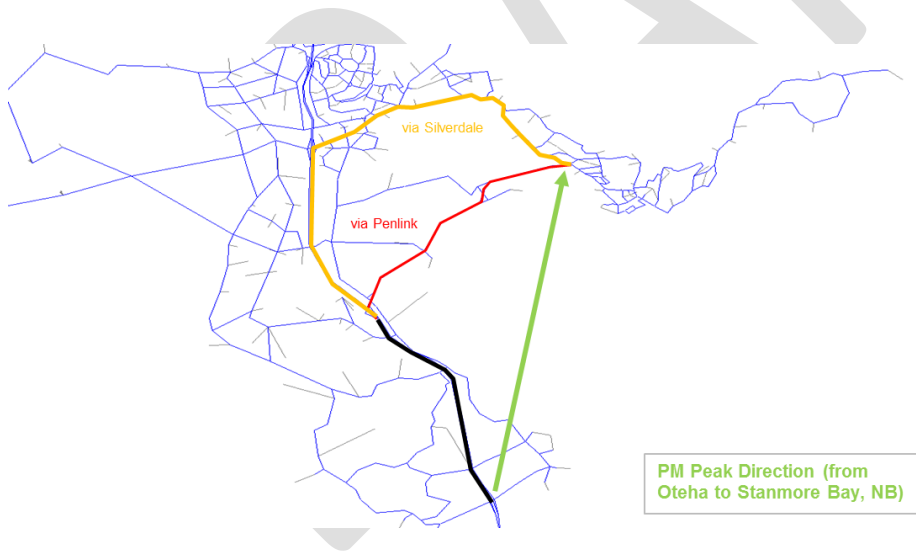 via Silverdale
via Penlink
PM Peak Direction (from
Oteha to Stanmore Bay, NB)